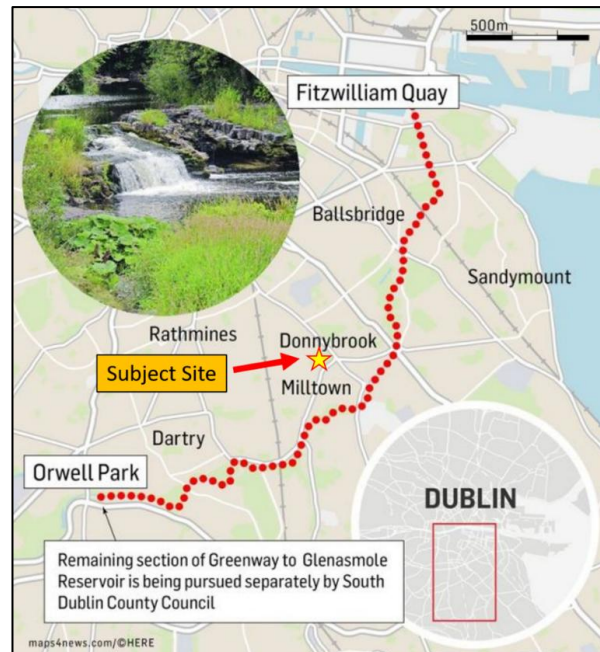 500m
Fitzwilliam Quay
Ballsbridge
Sandymount
Rathmines
Donnybrook
Subject Site
Milltown
Dartry
Orwell Park
DUBLIN
Remaining section of Greenway to Glenasmole
Reservoir is being pursued separately by South
Dublin County Council
maps4news.com/©HERE